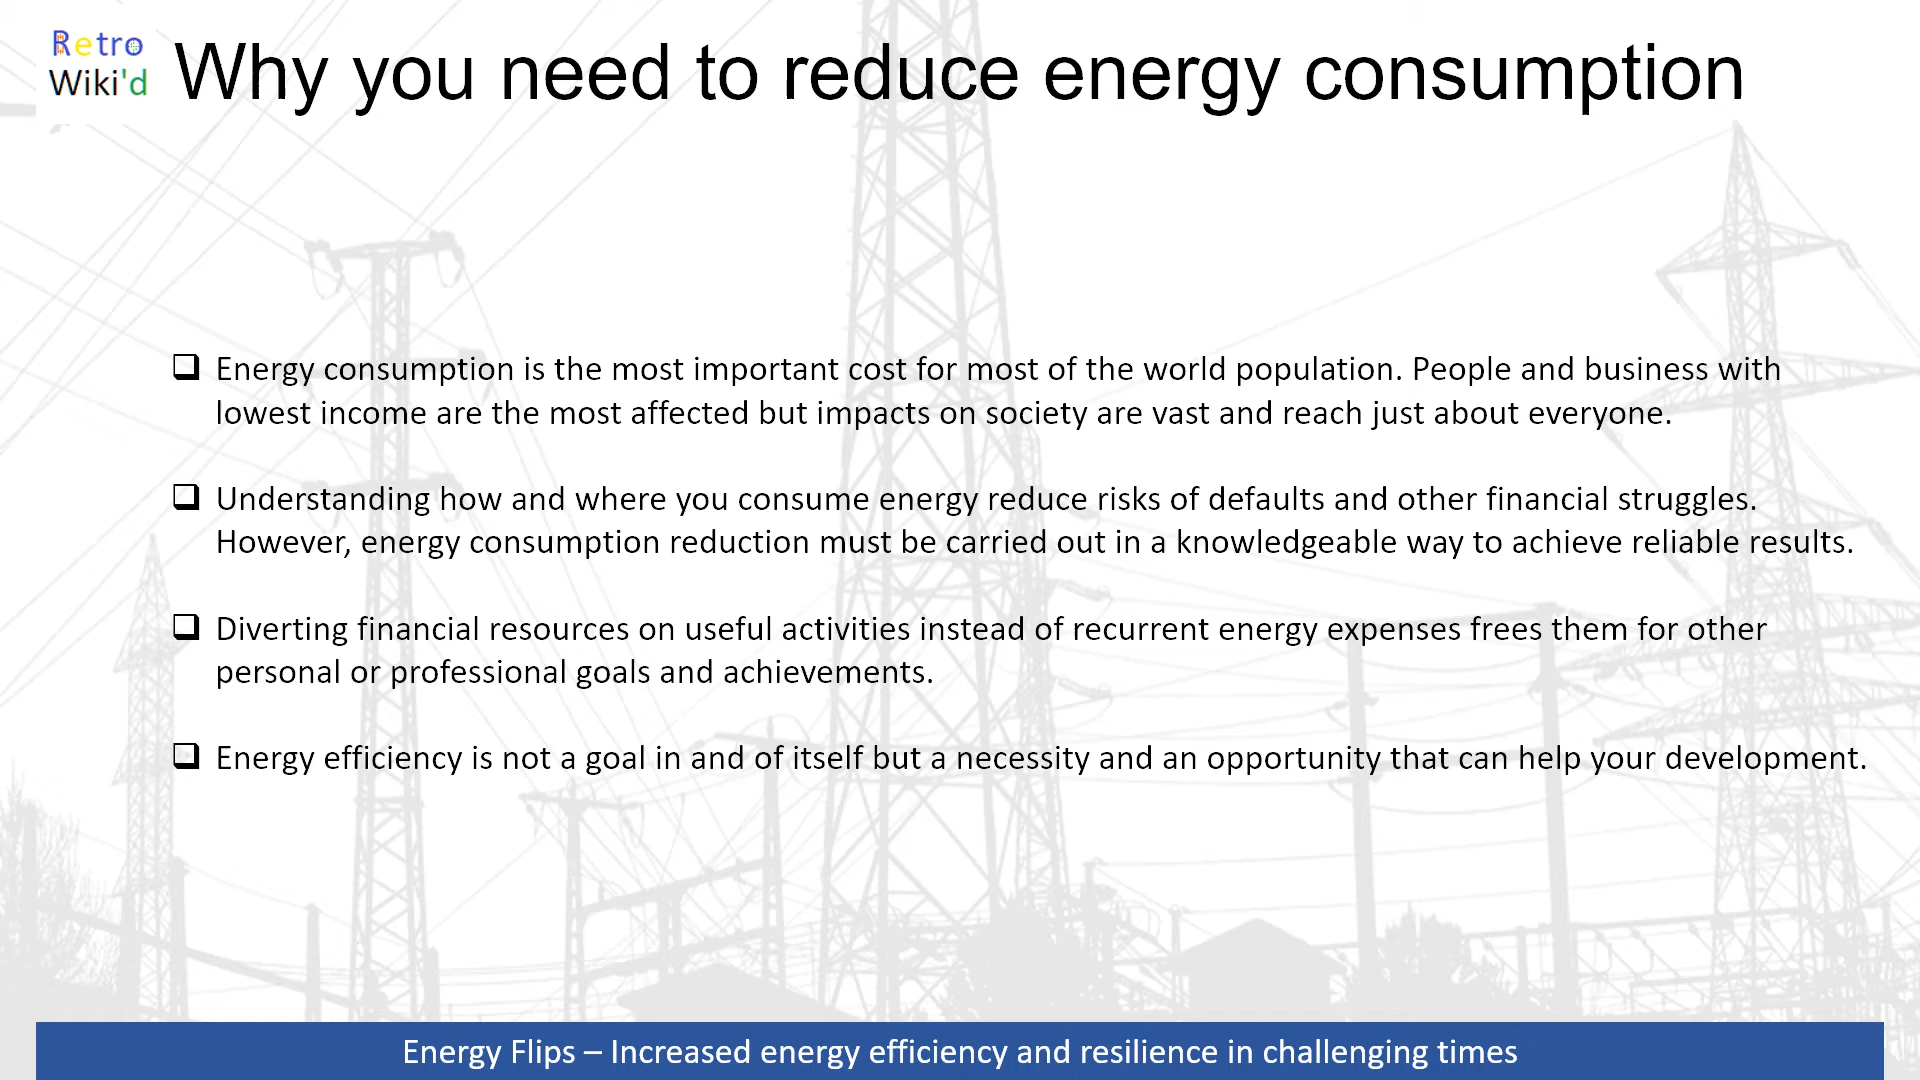 Retro
Wiki'd
Why you need to reduce energy consumption
Energy consumption is the most important cost for most of the world population. People and business with
lowest income are the most affected but impacts on society are vast and reach just about everyone.
Understanding how and where you consume energy reduce risks of defaults and other financial struggles.
However, energy consumption reduction must be carried out in a knowledgeable way to achieve reliable results.
Diverting financial resources on useful activities instead of recurrent energy expenses frees them for other
personal or professional goals and achievements.
Energy efficiency is not a goal in and of itself but a necessity and an opportunity that can help your development.
Energy Flips – Increased energy efficiency and resilience in challenging times